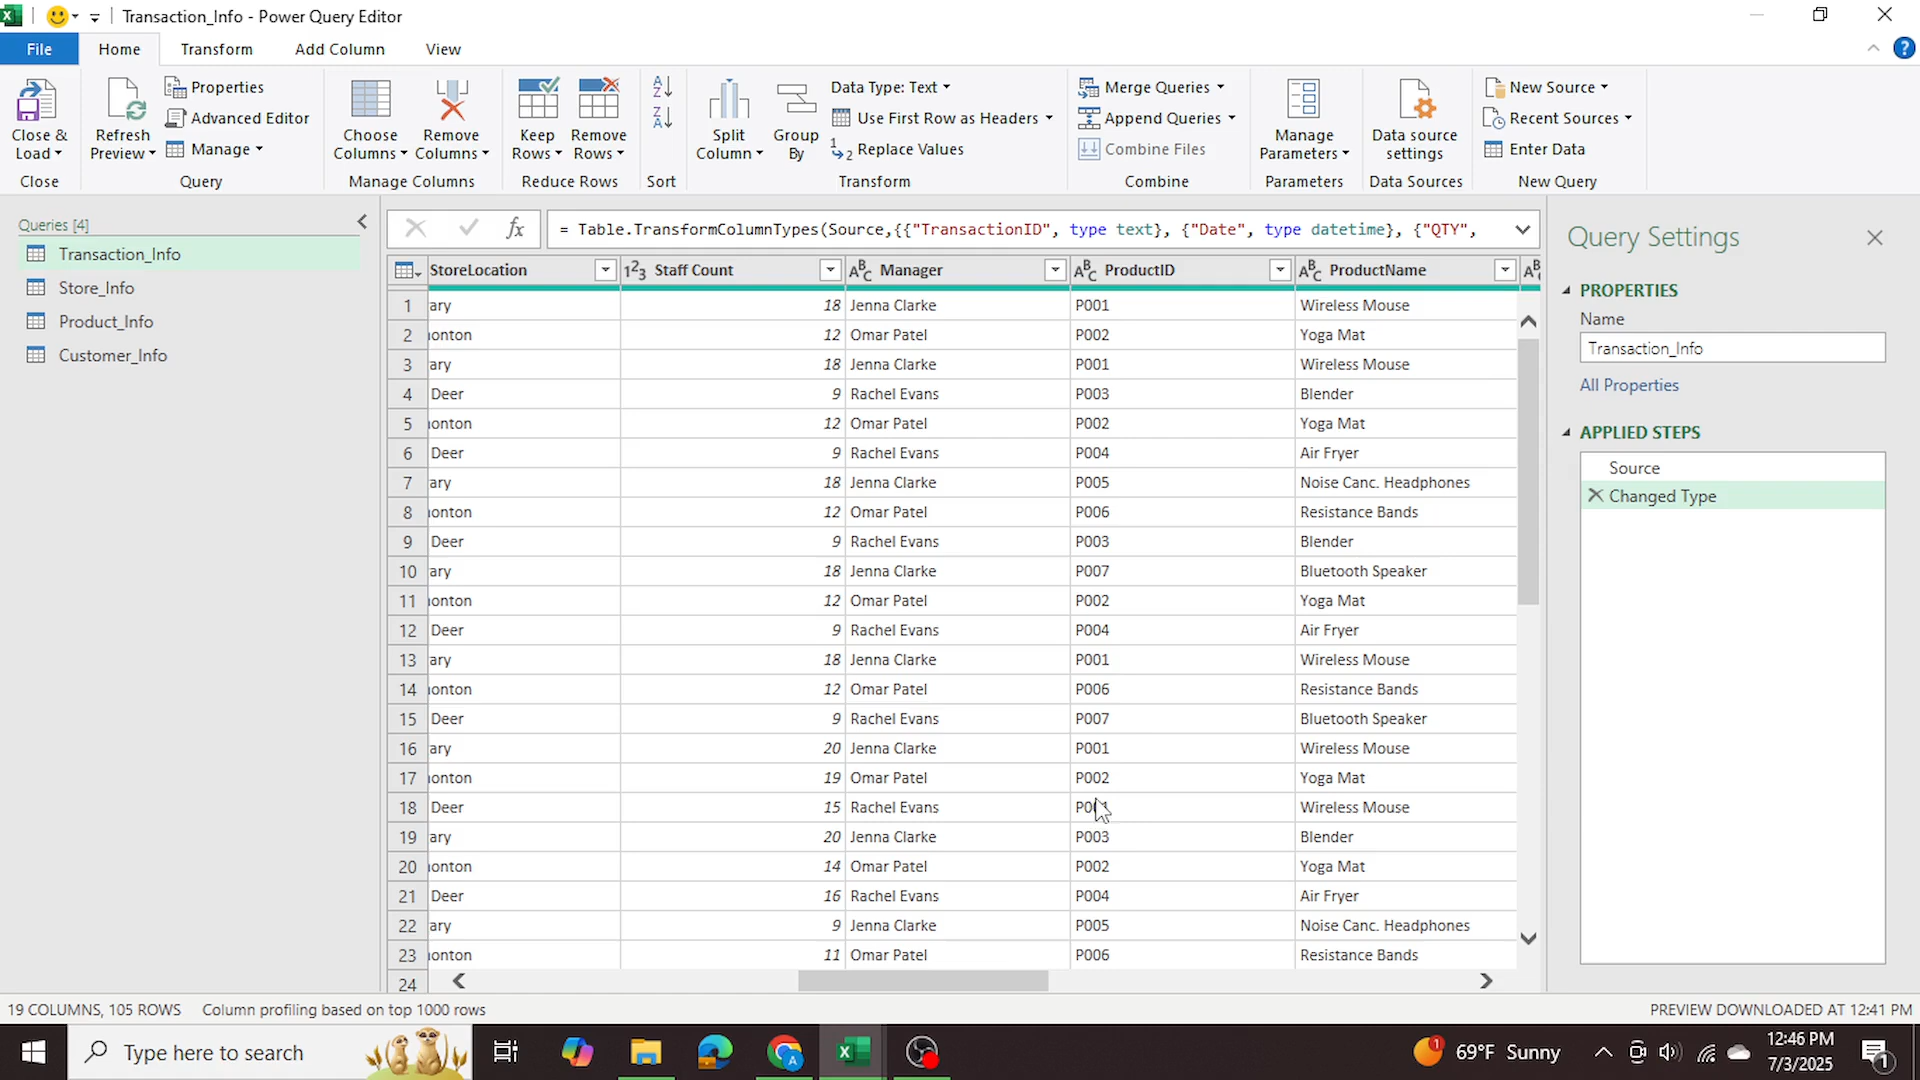 Transaction_Info - Power Query Editor
File Home Transform Add Column View
Close & Load
Close
Refresh Preview
Properties
Advanced Editor
Manage
Query
Choose Columns
Remove Columns
Manage Columns
Keep Rows
Remove Rows
Reduce Rows
Sort
Split Column
Group By
Data Type: Text
Use First Row as Headers
Replace Values
Transform
Merge Queries
Append Queries
Combine Files
Combine
Manage Parameters
Parameters
Data source settings
Data Sources
New Source
Recent Sources
Enter Data
New Query
Queries [4]
Transaction_Info
Store_Info
Product_Info
Customer_Info
fx = Table.TransformColumnTypes(Source,{{"TransactionID", type text}, {"Date", type datetime}, {"QTY",
StoreLocation 123 Staff Count ABC Manager ABC ProductID ABC ProductName
1 ary 18 Jenna Clarke P001 Wireless Mouse
2 onton 12 Omar Patel P002 Yoga Mat
3 ary 18 Jenna Clarke P001 Wireless Mouse
4 Deer 9 Rachel Evans P003 Blender
5 onton 12 Omar Patel P002 Yoga Mat
6 Deer 9 Rachel Evans P004 Air Fryer
7 ary 18 Jenna Clarke P005 Noise Canc. Headphones
8 onton 12 Omar Patel P006 Resistance Bands
9 Deer 9 Rachel Evans P003 Blender
10 ary 18 Jenna Clarke P007 Bluetooth Speaker
11 onton 12 Omar Patel P002 Yoga Mat
12 Deer 9 Rachel Evans P004 Air Fryer
13 ary 18 Jenna Clarke P001 Wireless Mouse
14 onton 12 Omar Patel P006 Resistance Bands
15 Deer 9 Rachel Evans P007 Bluetooth Speaker
16 ary 20 Jenna Clarke P001 Wireless Mouse
17 onton 19 Omar Patel P002 Yoga Mat
18 Deer 15 Rachel Evans P001 Wireless Mouse
19 ary 20 Jenna Clarke P003 Blender
20 onton 14 Omar Patel P002 Yoga Mat
21 Deer 16 Rachel Evans P004 Air Fryer
22 ary 9 Jenna Clarke P005 Noise Canc. Headphones
23 onton 11 Omar Patel P006 Resistance Bands
24
Query Settings
PROPERTIES
Name
Transaction_Info
All Properties
APPLIED STEPS
Source
Changed Type
19 COLUMNS, 105 ROWS Column profiling based on top 1000 rows
PREVIEW DOWNLOADED AT 12:41 PM
Type here to search
69°F Sunny
12:46 PM
7/3/2025